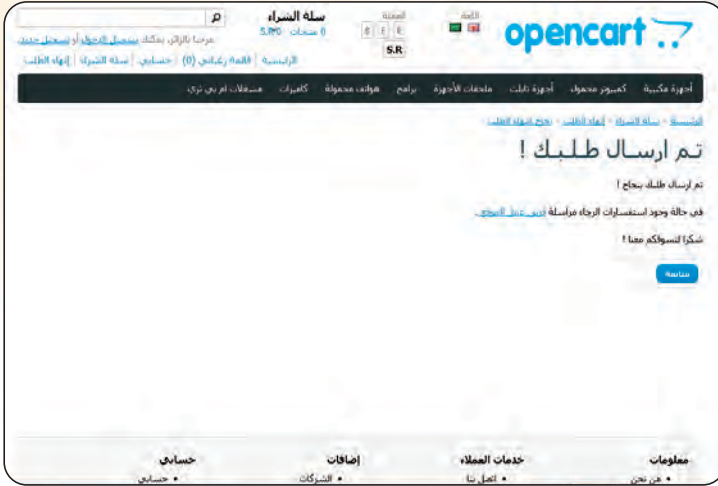 opencart
اللغة
العملة
£ $ €
S.R
سلة الشراء
0 منتجات - S.R0
مرحبا بالزائر، يمكنك تسجيل الدخول أو تسجيل جديد.
الرئيسية | قائمة رغباتي (0) | حسابي | سلة الشراء | إنهاء الطلب
أجهزة مكتبية كمبيوتر محمول أجهزة تابلت ملحقات الأجهزة برامج هواتف محمولة كاميرات مشغلات ام بي ثري
الرئيسية » سلة الشراء » إنهاء الطلب » نجاح انهاء الطلب
تم ارسال طلبك !
تم ارسال طلبك بنجاح !
في حالة وجود استفسارات الرجاء مراسلة فريق عمل الموقع.
شكرا لتسوقكم معنا !
متابعة
معلومات خدمات العملاء إضافات حسابي
• من نحن • اتصل بنا • الشركات • حسابي